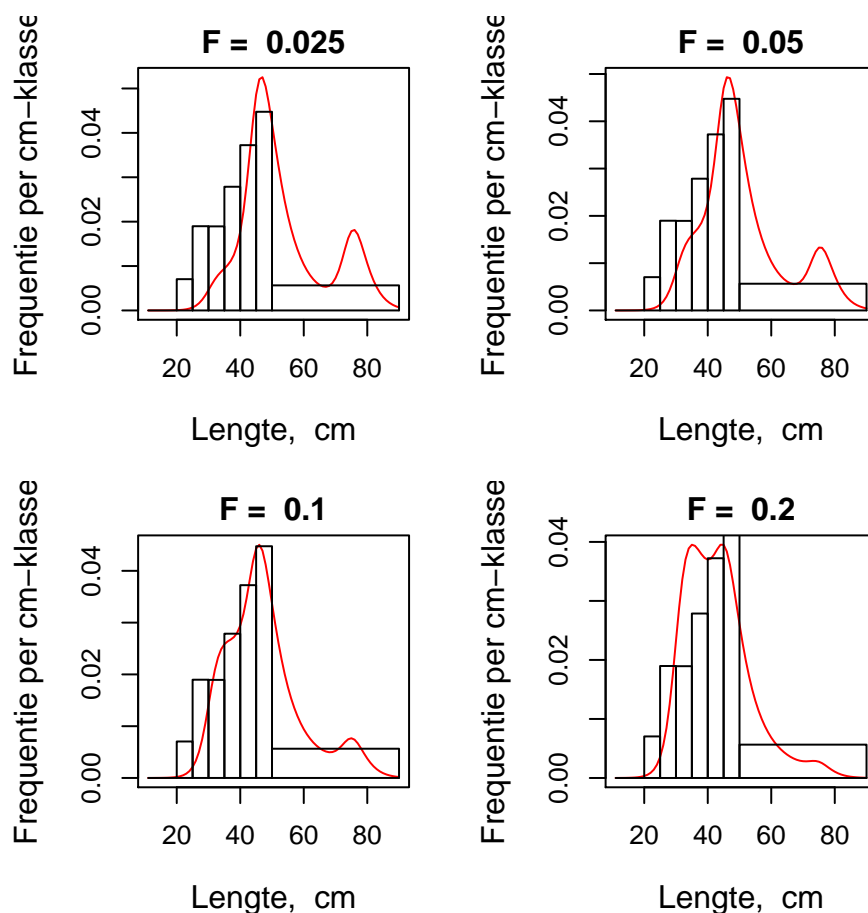 F = 0.025
Frequentie per cm−klasse
0.04
0.02
0.00
20 40 60 80
Lengte, cm
F = 0.05
Frequentie per cm−klasse
0.04
0.02
0.00
20 40 60 80
Lengte, cm
F = 0.1
Frequentie per cm−klasse
0.04
0.02
0.00
20 40 60 80
Lengte, cm
F = 0.2
Frequentie per cm−klasse
0.04
0.02
0.00
20 40 60 80
Lengte, cm